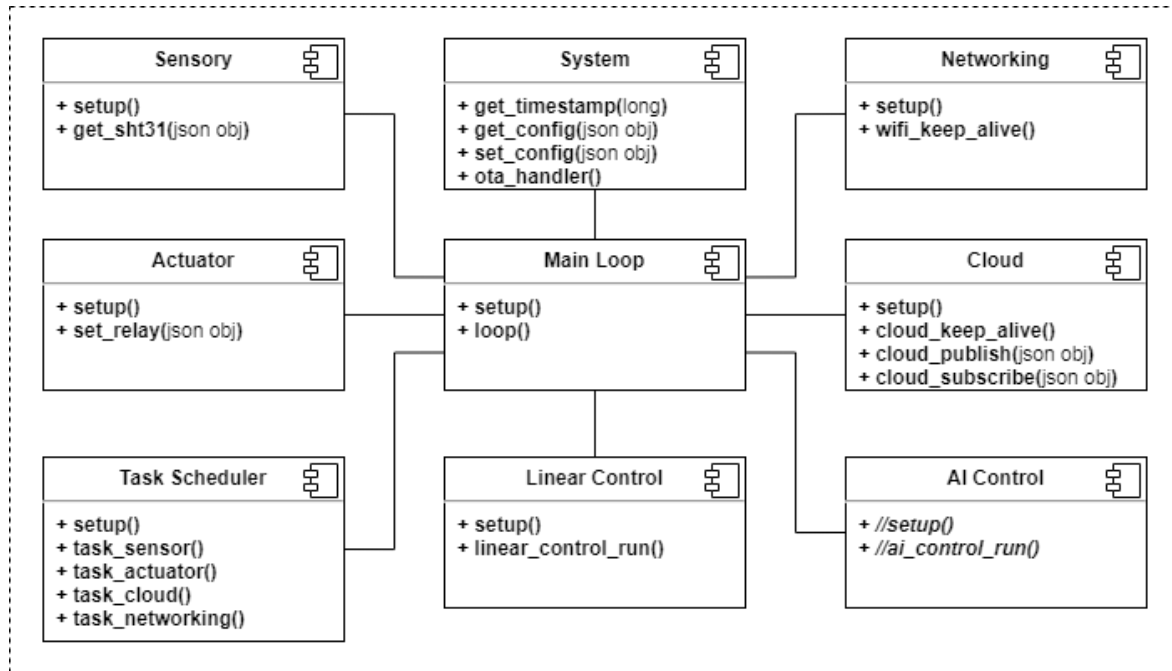 Sensory
+ setup()
+ get_sht31(json obj)
System
+ get_timestamp(long)
+ get_config(json obj)
+ set_config(json obj)
+ ota_handler()
Networking
+ setup()
+ wifi_keep_alive()
Actuator
+ setup()
+ set_relay(json obj)
Main Loop
+ setup()
+ loop()
Cloud
+ setup()
+ cloud_keep_alive()
+ cloud_publish(json obj)
+ cloud_subscribe(json obj)
Task Scheduler
+ setup()
+ task_sensor()
+ task_actuator()
+ task_cloud()
+ task_networking()
Linear Control
+ setup()
+ linear_control_run()
AI Control
+ //setup()
+ //ai_control_run()